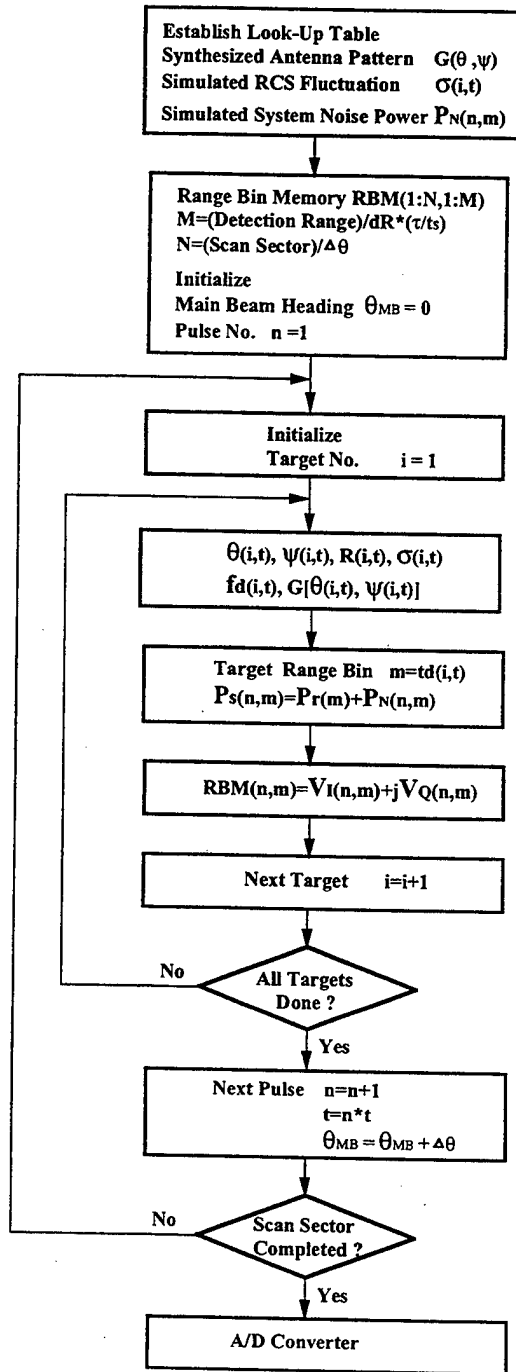 Establish Look-Up Table
Synthesized Antenna Pattern G(θ,ψ)
Simulated RCS Fluctuation σ(i,t)
Simulated System Noise Power PN(n,m)
Range Bin Memory RBM(1:N,1:M)
M=(Detection Range)/dR*(τ/ts)
N=(Scan Sector)/Δθ
Initialize
Main Beam Heading θMB = 0
Pulse No. n =1
Initialize
Target No. i = 1
θ(i,t), ψ(i,t), R(i,t), σ(i,t)
fd(i,t), G[θ(i,t), ψ(i,t)]
Target Range Bin m=td(i,t)
Ps(n,m)=Pr(m)+PN(n,m)
RBM(n,m)=VI(n,m)+jVQ(n,m)
Next Target i=i+1
No
All Targets
Done ?
Yes
Next Pulse n=n+1
t=n*t
θMB = θMB + Δθ
No
Scan Sector
Completed ?
Yes
A/D Converter